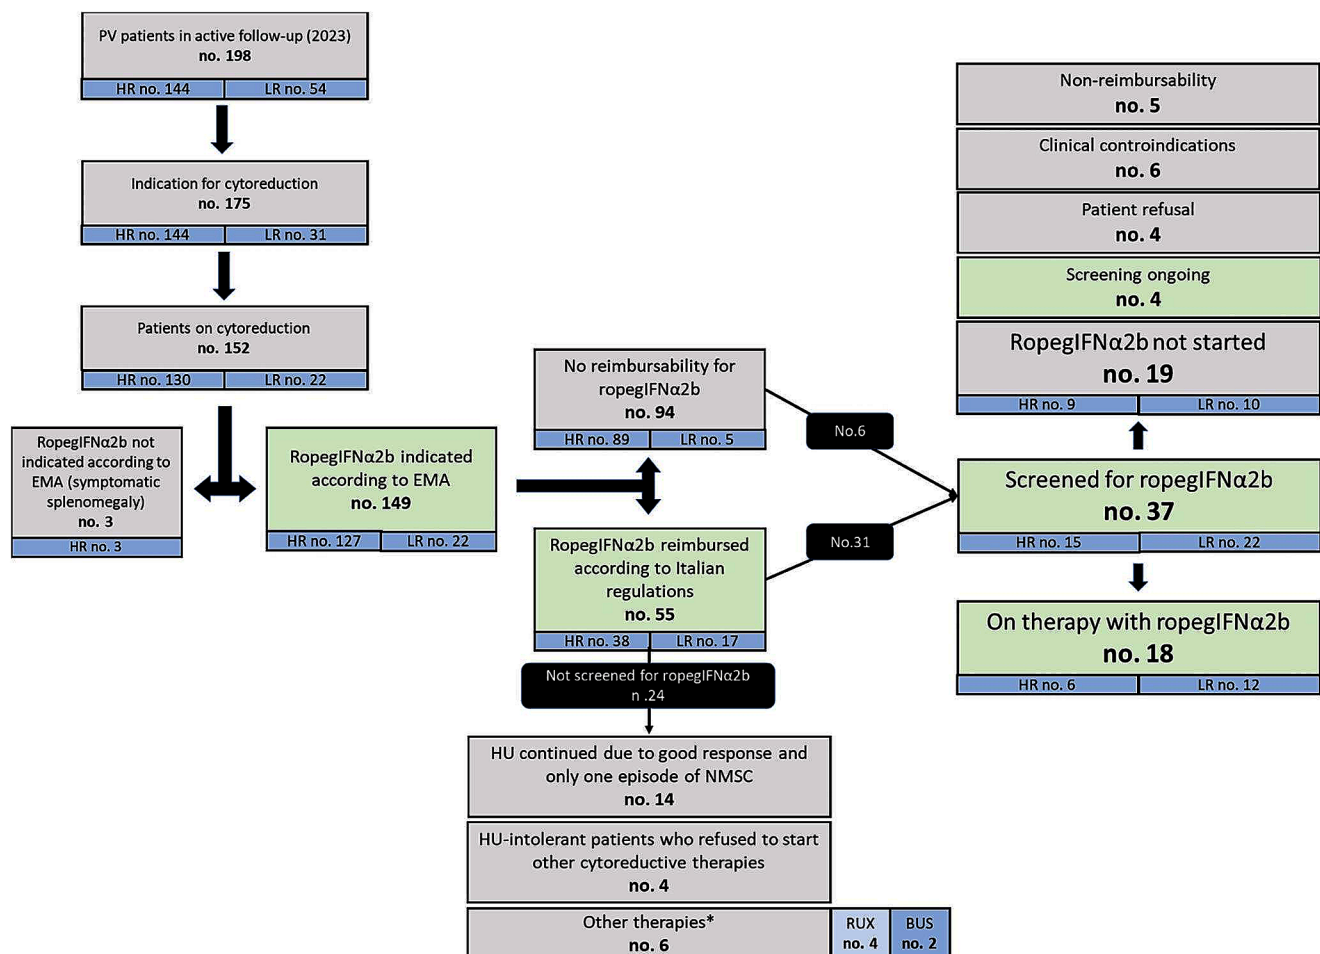 PV patients in active follow-up (2023)
no. 198
HR no. 144
LR no. 54
Indication for cytoreduction
no. 175
HR no. 144
LR no. 31
Patients on cytoreduction
no. 152
HR no. 130
LR no. 22
RopegIFNα2b not
indicated according to
EMA (symptomatic
splenomegaly)
no. 3
HR no. 3
RopegIFNα2b indicated
according to EMA
no. 149
HR no. 127
LR no. 22
No reimbursability for
ropegIFNα2b
no. 94
HR no. 89
LR no. 5
RopegIFNα2b reimbursed
according to Italian
regulations
no. 55
HR no. 38
LR no. 17
Not screened for ropegIFNα2b
n .24
HU continued due to good response and
only one episode of NMSC
no. 14
HU-intolerant patients who refused to start
other cytoreductive therapies
no. 4
Other therapies*
no. 6
RUX
no. 4
BUS
no. 2
No.6
No.31
Non-reimbursability
no. 5
Clinical controindications
no. 6
Patient refusal
no. 4
Screening ongoing
no. 4
RopegIFNα2b not started
no. 19
HR no. 9
LR no. 10
Screened for ropegIFNα2b
no. 37
HR no. 15
LR no. 22
On therapy with ropegIFNα2b
no. 18
HR no. 6
LR no. 12